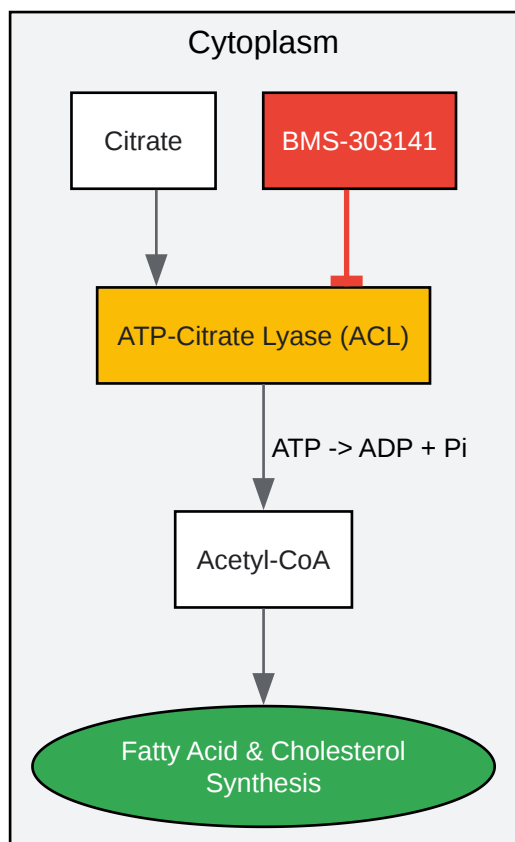 Cytoplasm
Citrate
BMS-303141
ATP-Citrate Lyase (ACL)
ATP -> ADP + Pi
Acetyl-CoA
Fatty Acid & Cholesterol
Synthesis